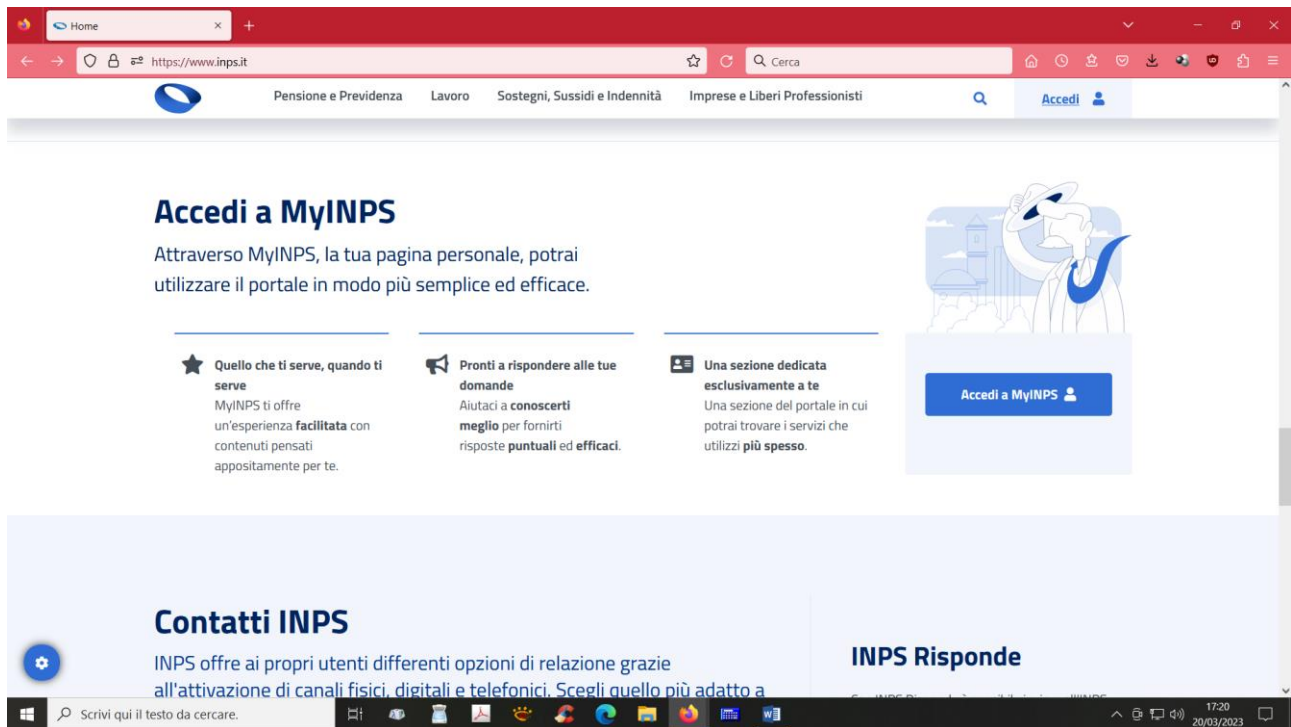 Home
https://www.inps.it
Cerca
Pensione e Previdenza Lavoro Sostegni, Sussidi e Indennità Imprese e Liberi Professionisti Accedi
Accedi a MyINPS
Attraverso MyINPS, la tua pagina personale, potrai
utilizzare il portale in modo più semplice ed efficace.
Quello che ti serve, quando ti
serve
MyINPS ti offre
un'esperienza facilitata con
contenuti pensati
appositamente per te.
Pronti a rispondere alle tue
domande
Aiutaci a conoscerti
meglio per fornirti
risposte puntuali ed efficaci.
Una sezione dedicata
esclusivamente a te
Una sezione del portale in cui
potrai trovare i servizi che
utilizzi più spesso.
Accedi a MyINPS
Contatti INPS
INPS offre ai propri utenti differenti opzioni di relazione grazie
all'attivazione di canali fisici, digitali e telefonici. Scegli quello più adatto a
INPS Risponde
Scrivi qui il testo da cercare.
17:20
20/03/2023